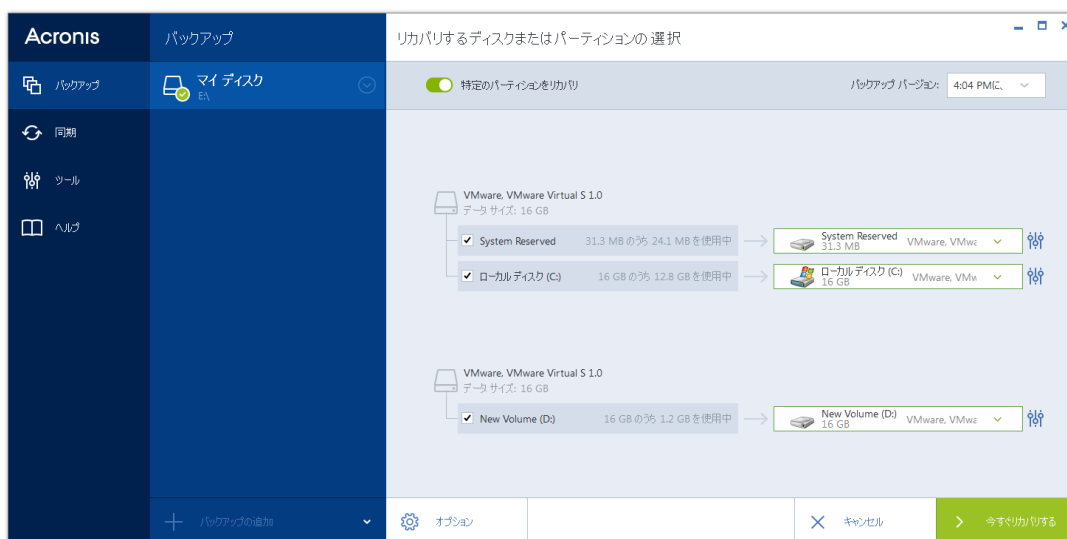 Acronis
バックアップ
リカバリするディスクまたはパーティションの 選択
バックアップ
マイ ディスク
E:\
特定のパーティションをリカバリ
バックアップ バージョン:
4:04 PMに、
同期
ツール
ヘルプ
VMware, VMware Virtual S 1.0
データ サイズ: 16 GB
System Reserved
31.3 MB のうち 24.1 MB を使用中
System Reserved
31.3 MB
VMware, VMwa
ローカル ディスク (C:)
16 GB のうち 12.8 GB を使用中
ローカル ディスク (C:)
16 GB
VMware, VMw
VMware, VMware Virtual S 1.0
データ サイズ: 16 GB
New Volume (D:)
16 GB のうち 1.2 GB を使用中
New Volume (D:)
16 GB
VMware, VMwa
バックアップの追加
オプション
キャンセル
今すぐリカバリする